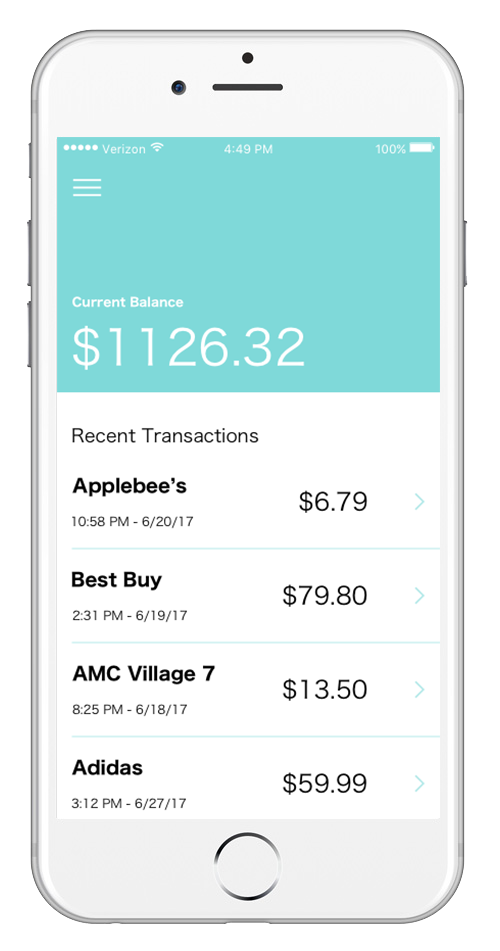 Verizon 4:49 PM 100%
Current Balance
$1126.32
Recent Transactions
Applebee’s
$6.79
10:58 PM - 6/20/17
Best Buy
$79.80
2:31 PM - 6/19/17
AMC Village 7
$13.50
8:25 PM - 6/18/17
Adidas
$59.99
3:12 PM - 6/27/17